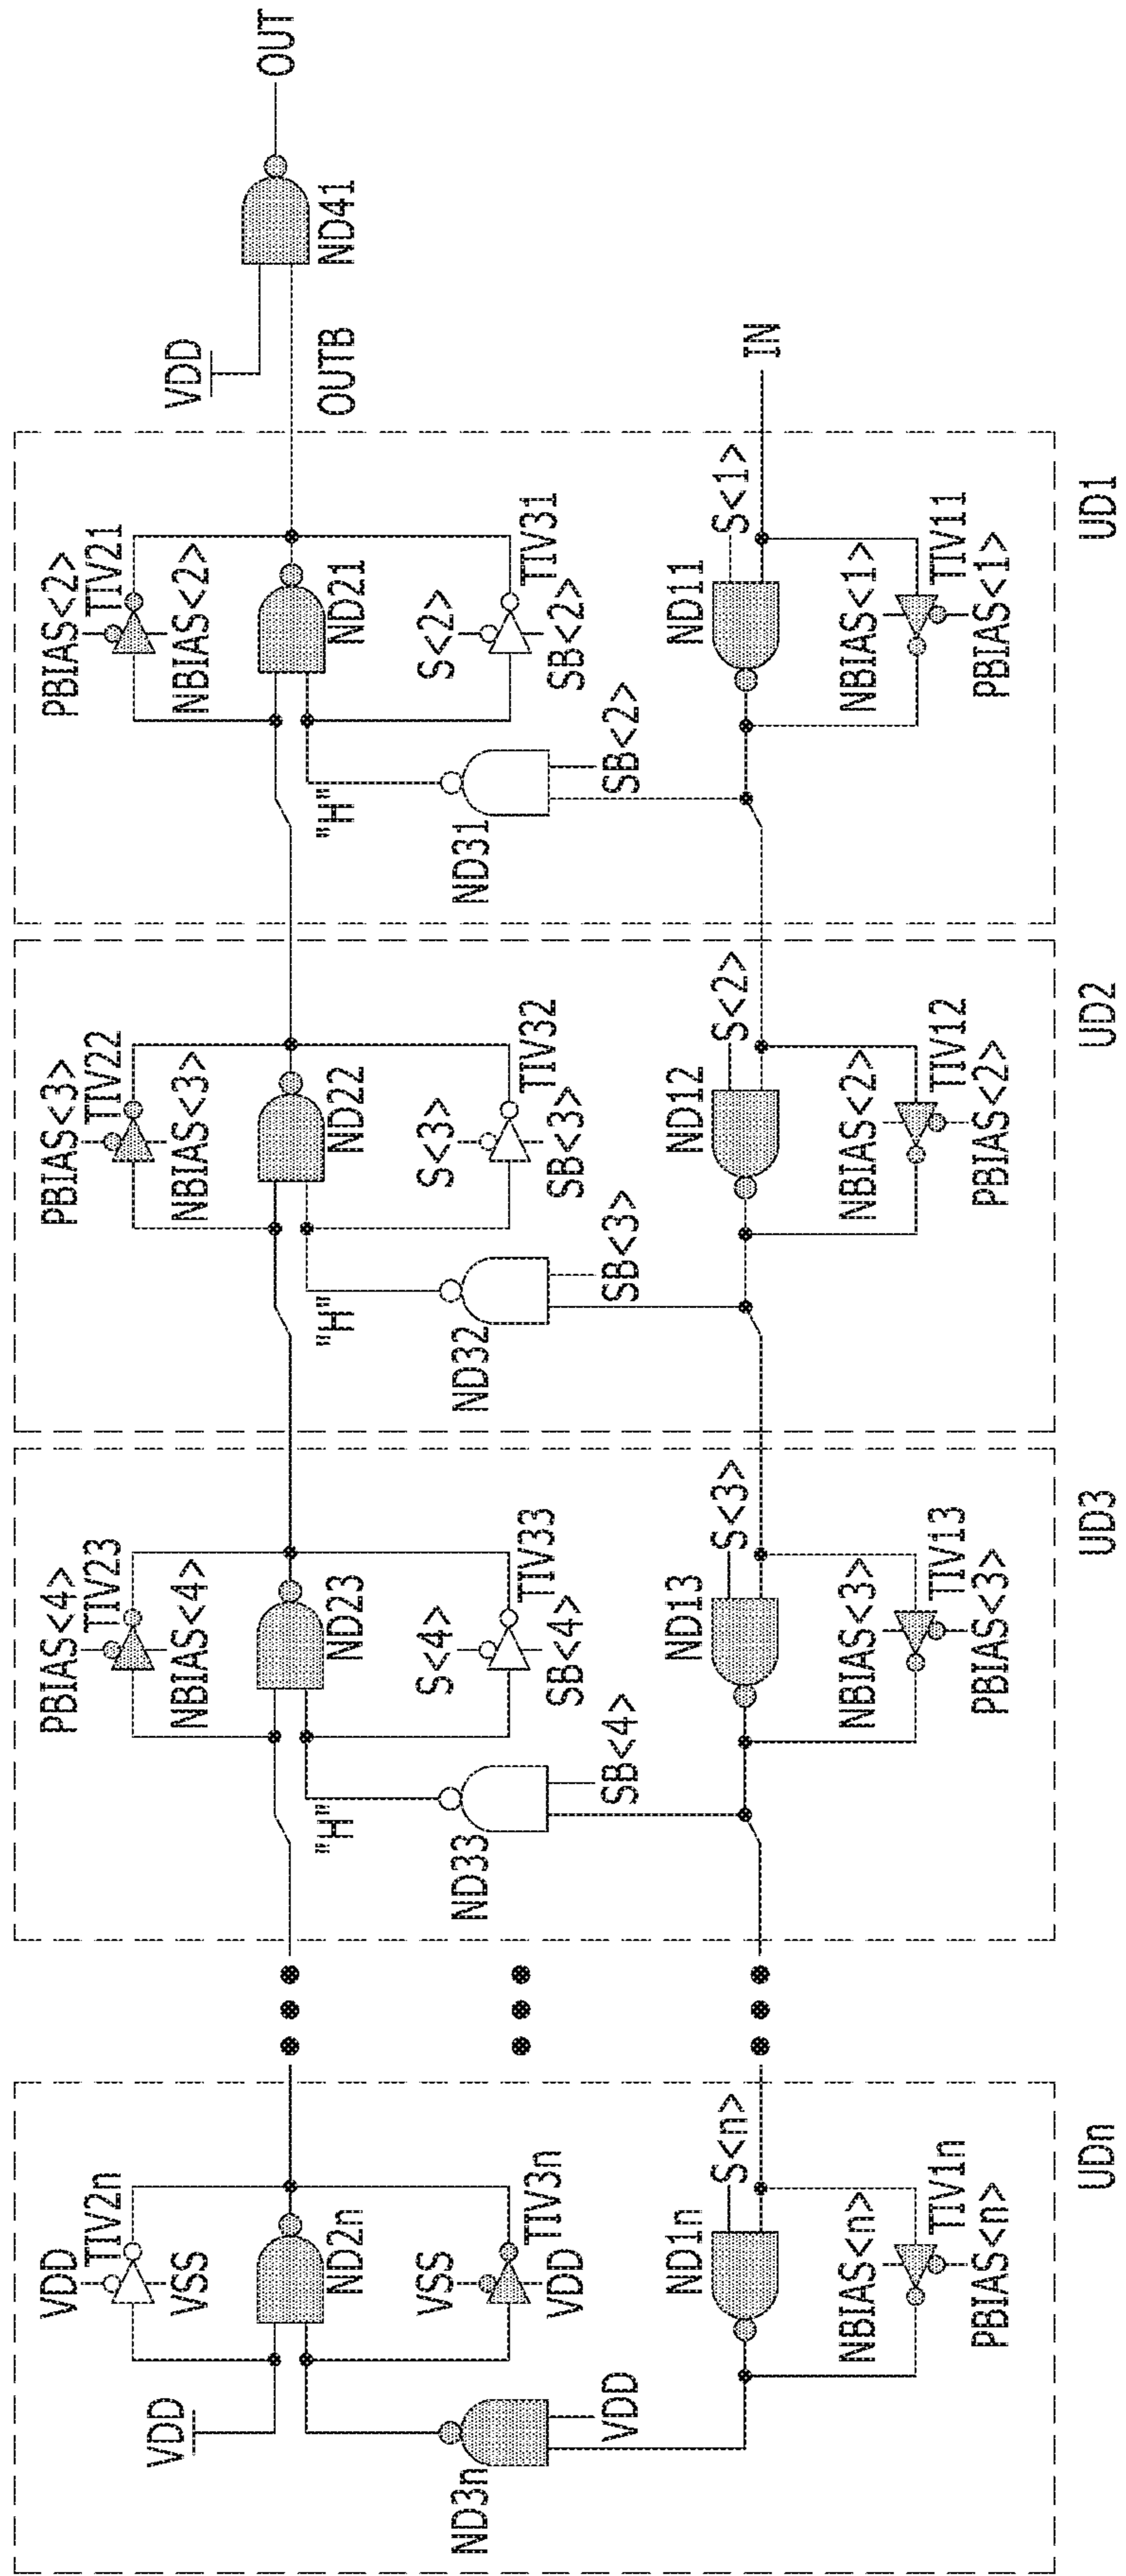 VDD
VDD
TIV2n
VSS
ND2n
VSS
TIV3n
VDD
ND3n
VDD
S<n>
ND1n
NBIAS<n>
TIV1n
PBIAS<n>
UDn
PBIAS<4>
TIV23
NBIAS<4>
ND23
"H"
S<4>
TIV33
SB<4>
ND33
SB<4>
S<3>
ND13
NBIAS<3>
TIV13
PBIAS<3>
UD3
PBIAS<3>
TIV22
NBIAS<3>
ND22
"H"
S<3>
TIV32
SB<3>
ND32
SB<3>
S<2>
ND12
NBIAS<2>
TIV12
PBIAS<2>
UD2
PBIAS<2>
TIV21
NBIAS<2>
ND21
"H"
S<2>
TIV31
SB<2>
ND31
SB<2>
S<1>
ND11
NBIAS<1>
TIV11
PBIAS<1>
UD1
VDD
OUTB
ND41
OUT
IN